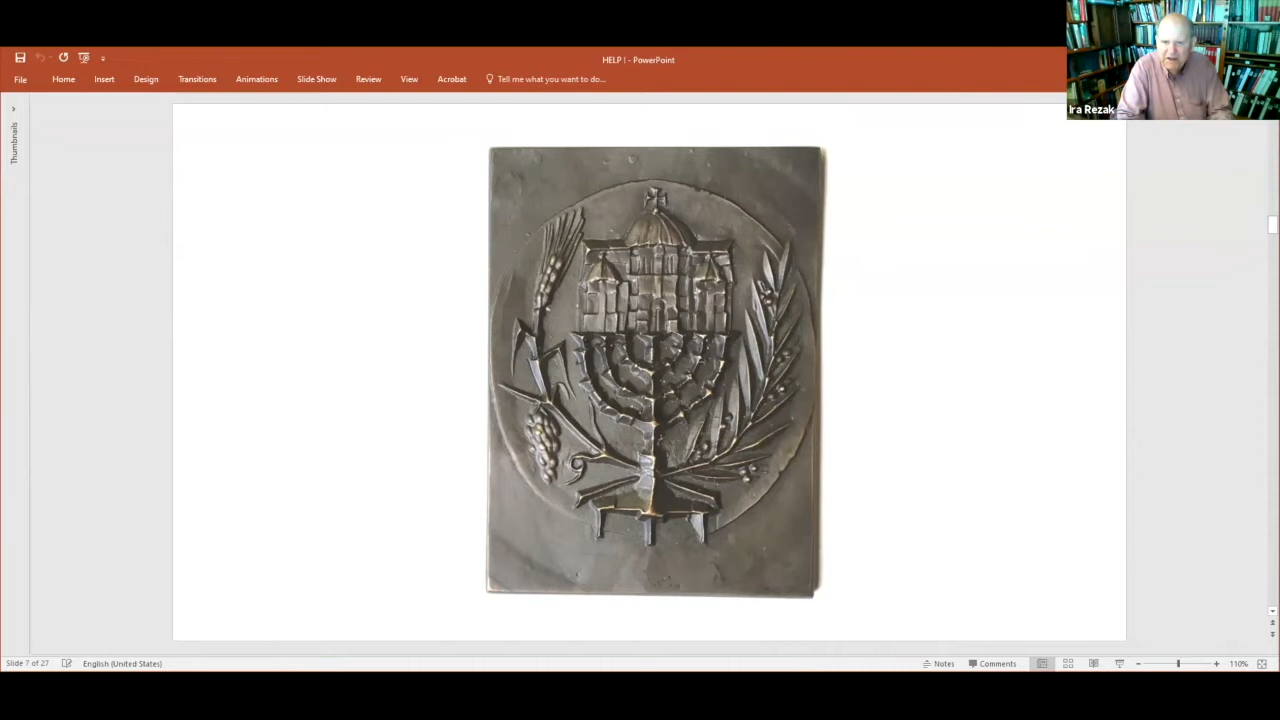 HELP ! - PowerPoint
File Home Insert Design Transitions Animations Slide Show Review View Acrobat Tell me what you want to do...
Ira Rezak
Thumbnails
Slide 7 of 27 English (United States) Notes Comments 110%